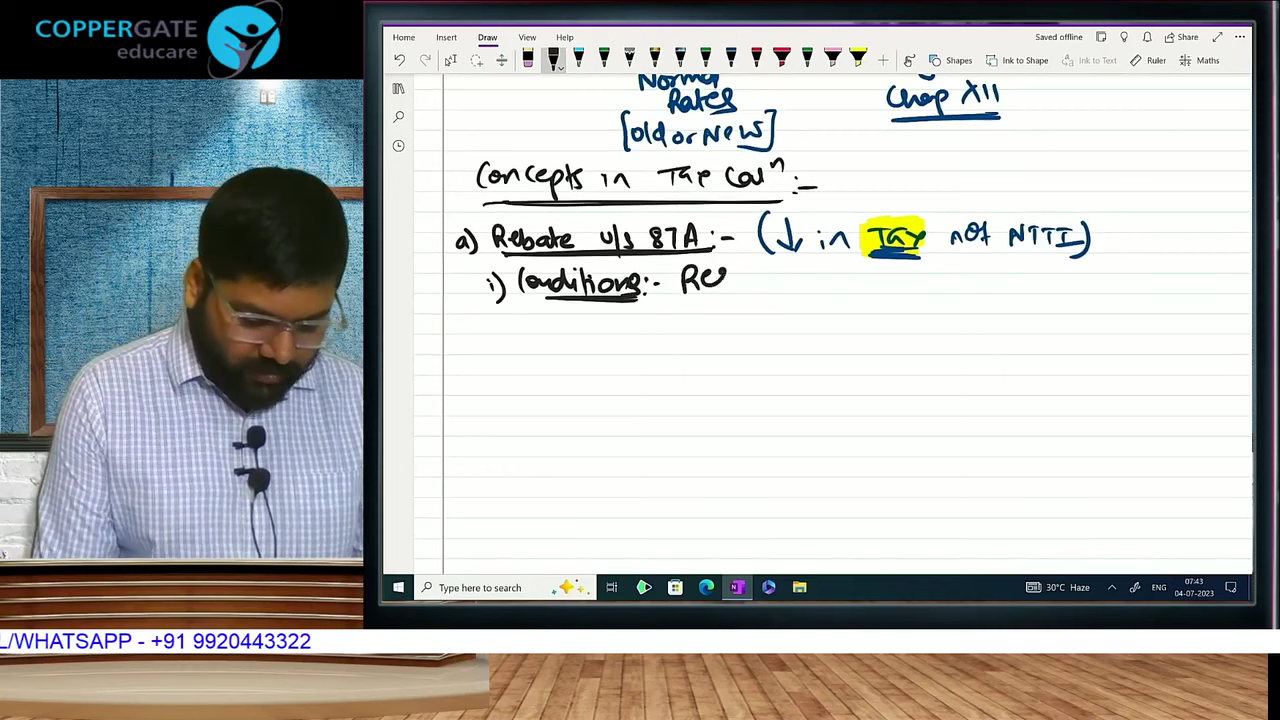 COPPERGATE
educare
Home Insert Draw View Help
Saved offline
Share
Shapes Ink to Shape Ink to Text Ruler Maths
Normal
Rates
[Old or New]
Chap XII
Concepts in Tax Caln :-
a) Rebate u/s 87A :- (↓ in Tax not NTTI)
i) Conditions :- Re
Type here to search
30°C Haze
ENG
07:43
04-07-2023
L/WHATSAPP - +91 9920443322